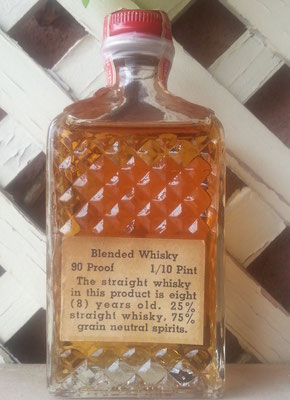 Blended Whisky
90 Proof 1/10 Pint
The straight whisky
in this product is eight
(8) years old. 25%
straight whisky, 75%
grain neutral spirits.